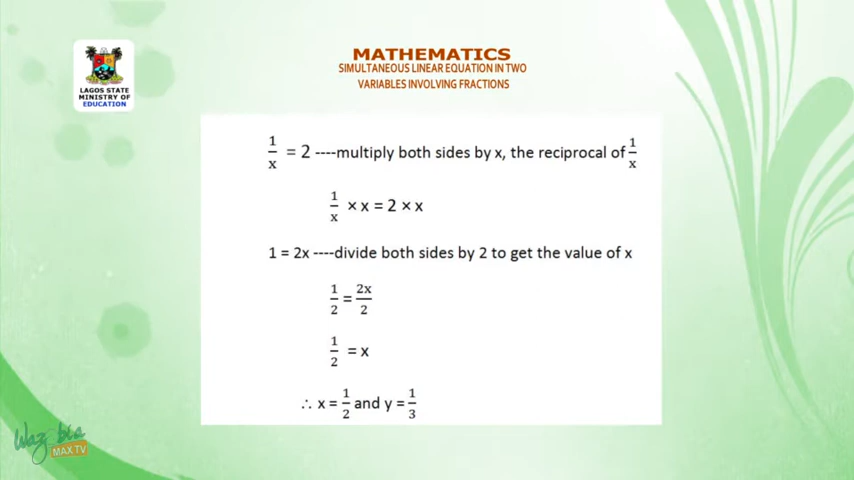 LAGOS STATE
MINISTRY OF
EDUCATION
MATHEMATICS
SIMULTANEOUS LINEAR EQUATION IN TWO
VARIABLES INVOLVING FRACTIONS
1/x = 2 ----multiply both sides by x, the reciprocal of 1/x
1/x × x = 2 × x
1 = 2x ----divide both sides by 2 to get the value of x
1/2 = 2x/2
1/2 = x
∴ x = 1/2 and y = 1/3
Wazobia
MAX TV